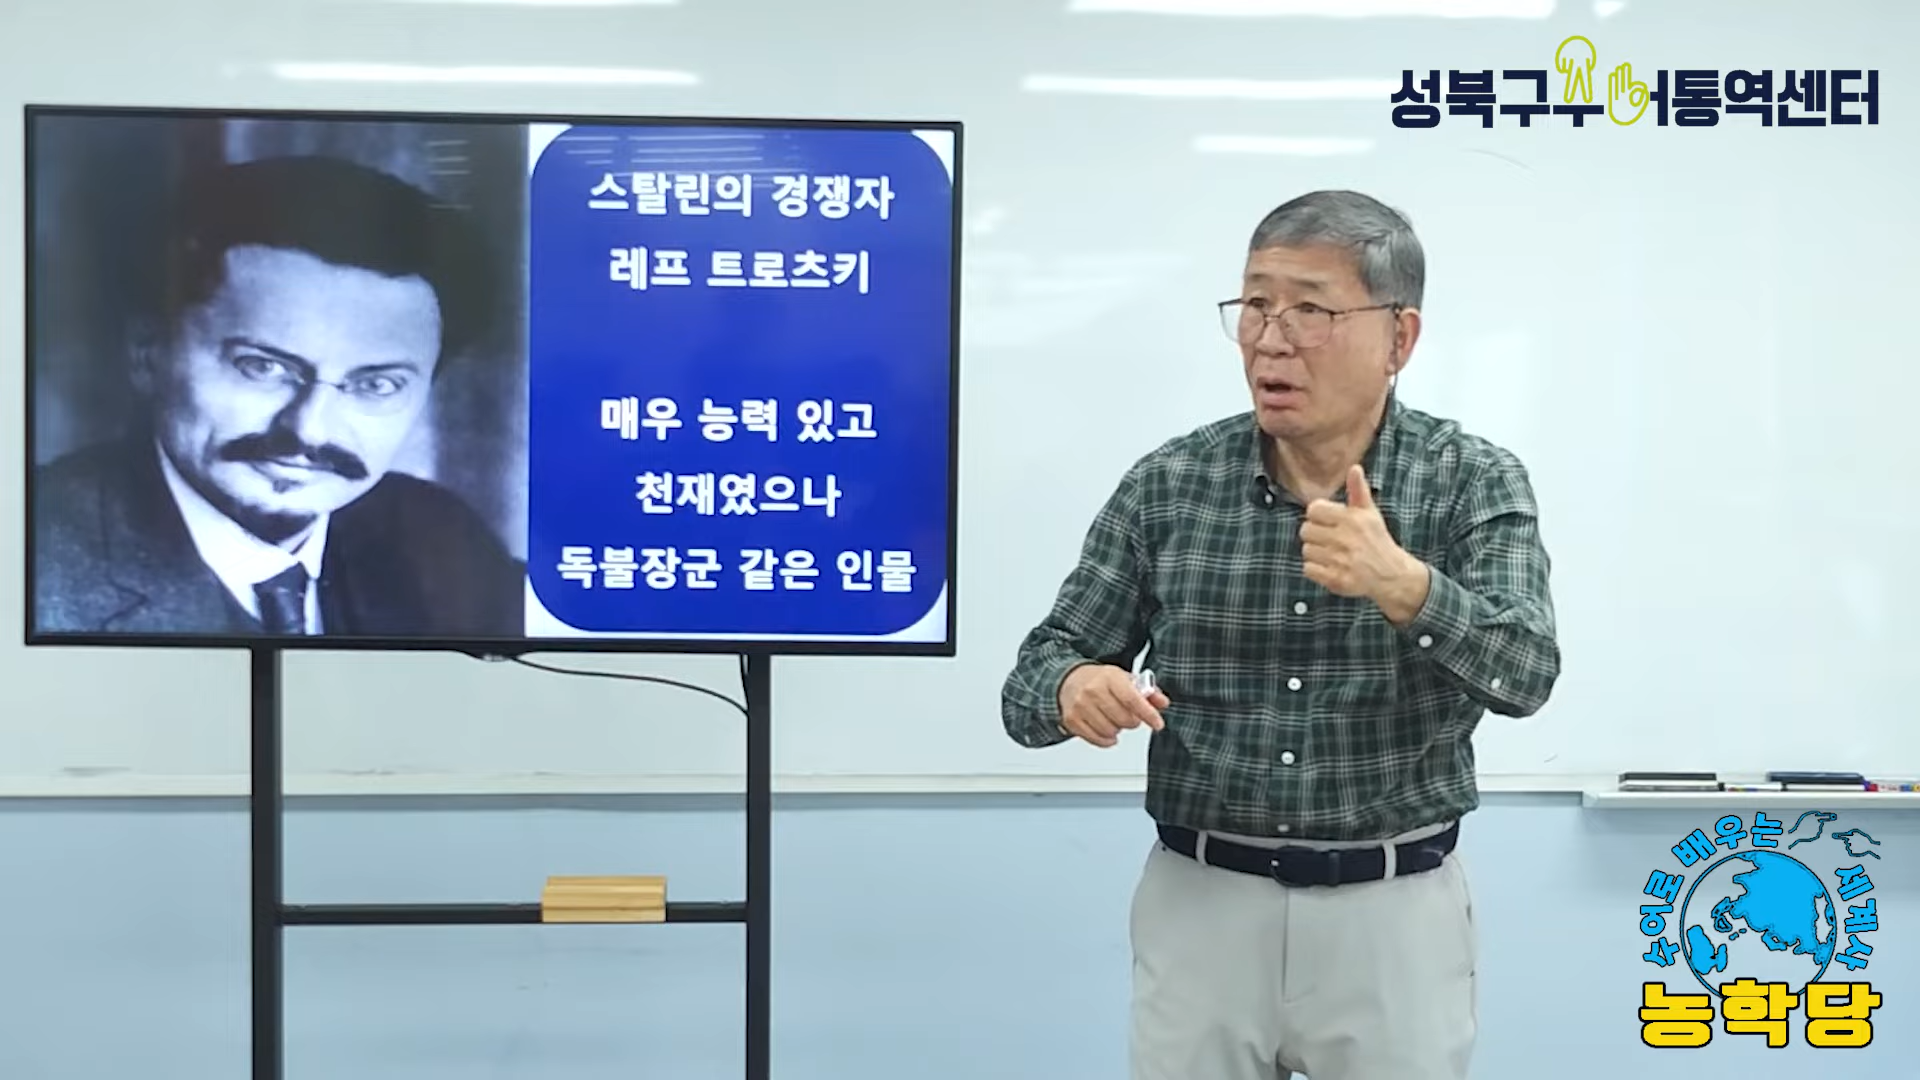 성북구수어통역센터
스탈린의 경쟁자
레프 트로츠키
매우 능력 있고
천재였으나
독불장군 같은 인물
수어로 배우는 세계사
농학당